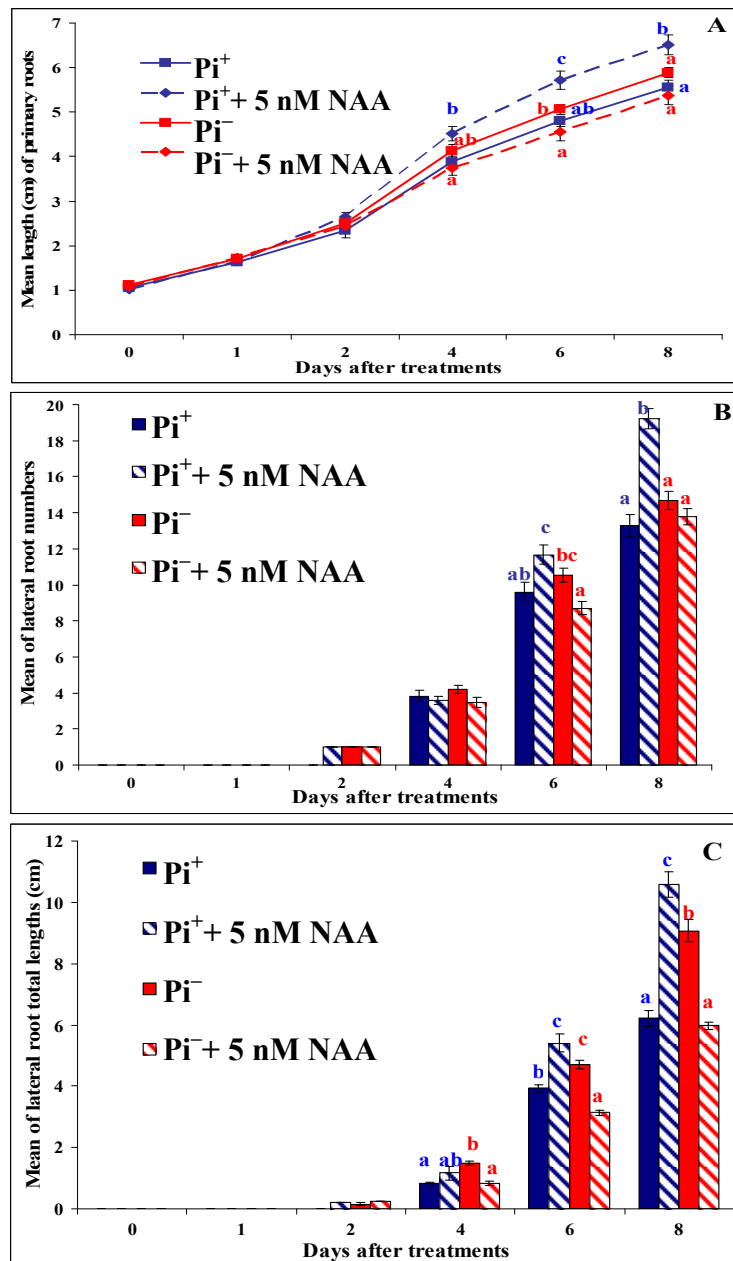 A
Pi+
Pi+ + 5 nM NAA
Pi−
Pi− + 5 nM NAA
7
6
5
4
3
2
1
0
b
c
b
a
a
b
ab
ab
a
a
a
0 1 2 4 6 8
Mean length (cm) of primary roots
Days after treatments
B
Pi+
Pi+ + 5 nM NAA
Pi−
Pi− + 5 nM NAA
20
18
16
14
12
10
8
6
4
2
0
ab c bc a
a b a a
0 1 2 4 6 8
Mean of lateral root numbers
Days after treatments
C
Pi+
Pi+ + 5 nM NAA
Pi−
Pi− + 5 nM NAA
12
10
8
6
4
2
0
a ab b a
b c c a
a c b a
0 1 2 4 6 8
Mean of lateral root total lengths (cm)
Days after treatments